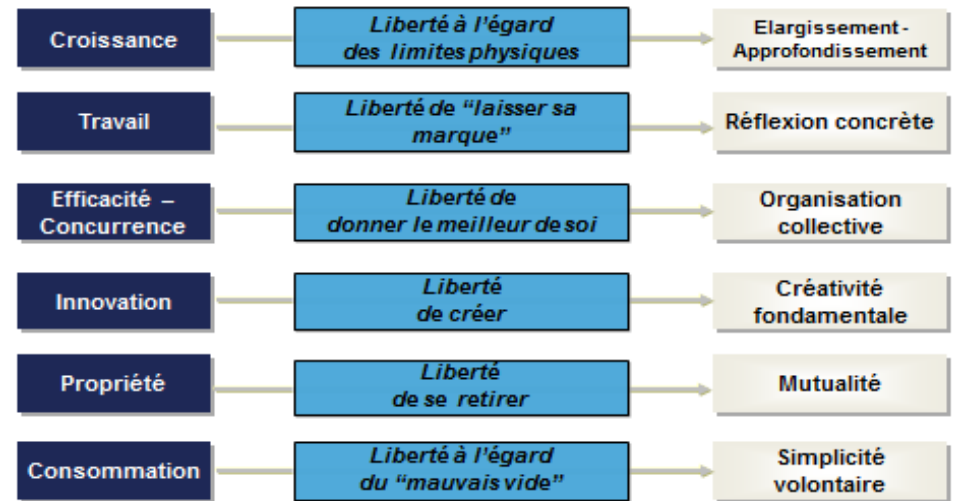 Croissance
Liberté à l’égard
des limites physiques
Elargissement -
Approfondissement
Travail
Liberté de “laisser sa
marque”
Réflexion concrète
Efficacité –
Concurrence
Liberté de
donner le meilleur de soi
Organisation
collective
Innovation
Liberté
de créer
Créativité
fondamentale
Propriété
Liberté
de se retirer
Mutualité
Consommation
Liberté à l’égard
du “mauvais vide”
Simplicité
volontaire